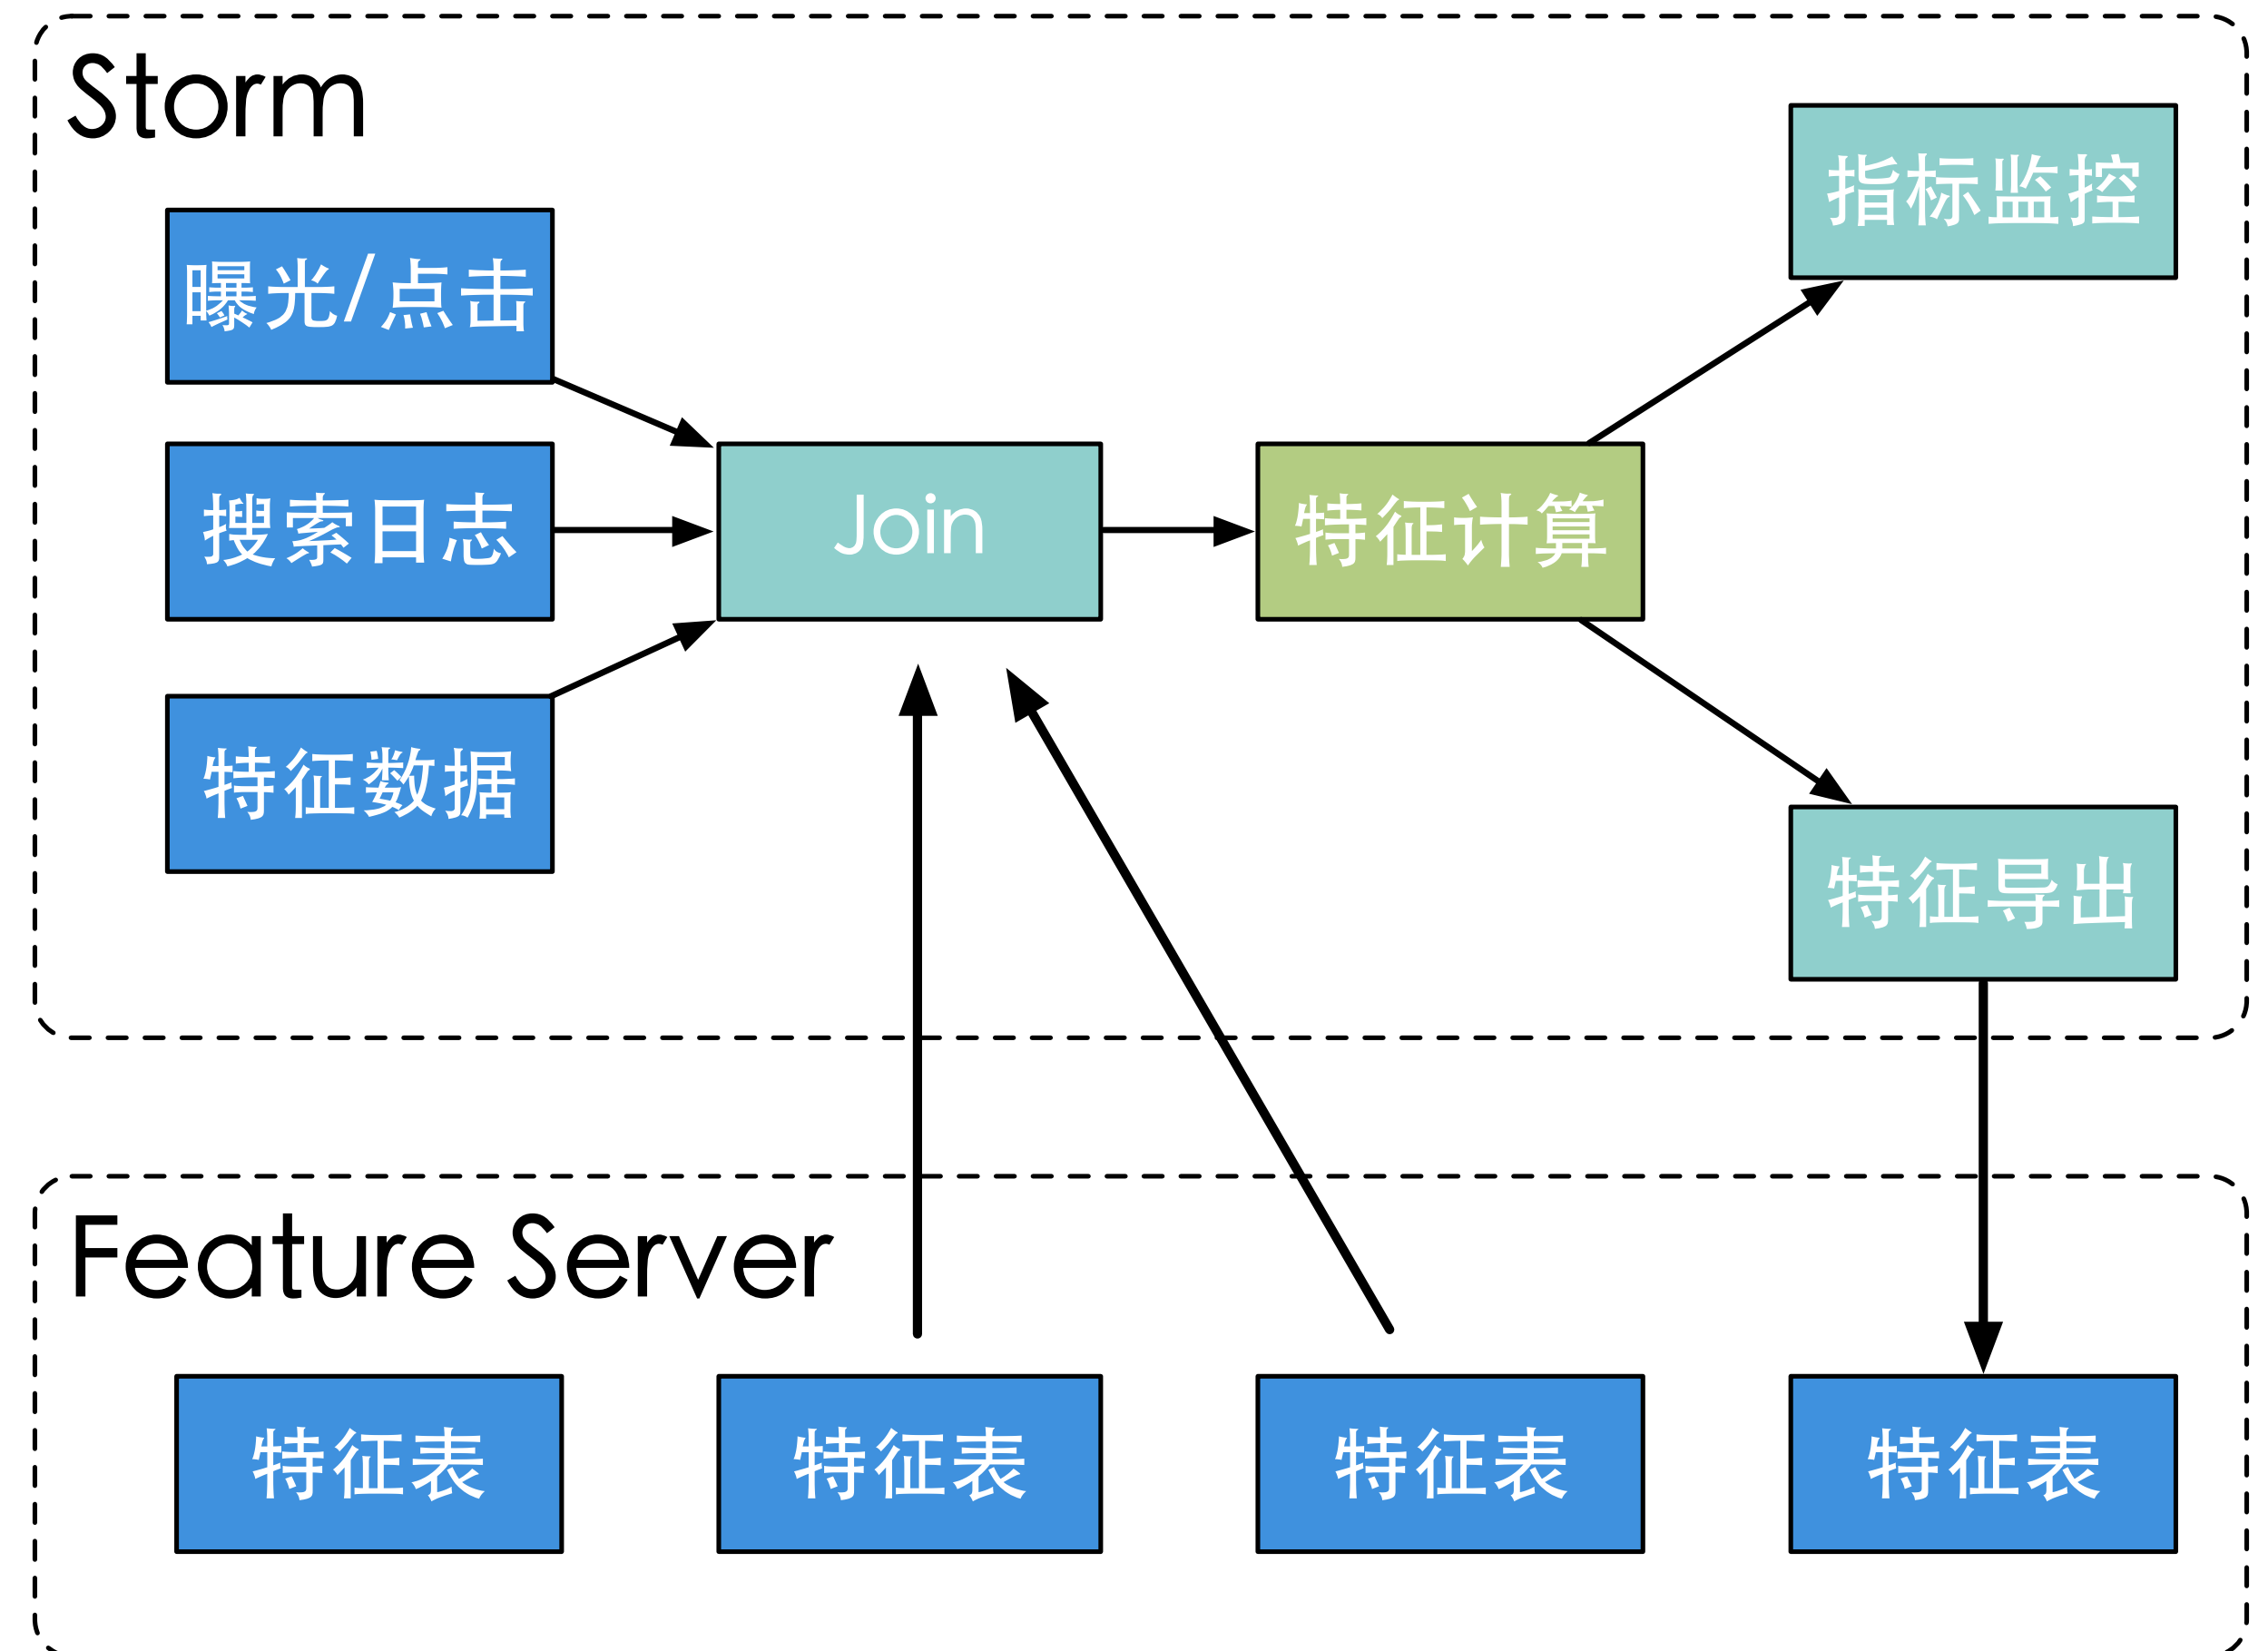 Storm
指标监控
曝光/点击
搜索日志
Join
特征计算
特征数据
特征导出
Feature Server
特征表
特征表
特征表
特征表